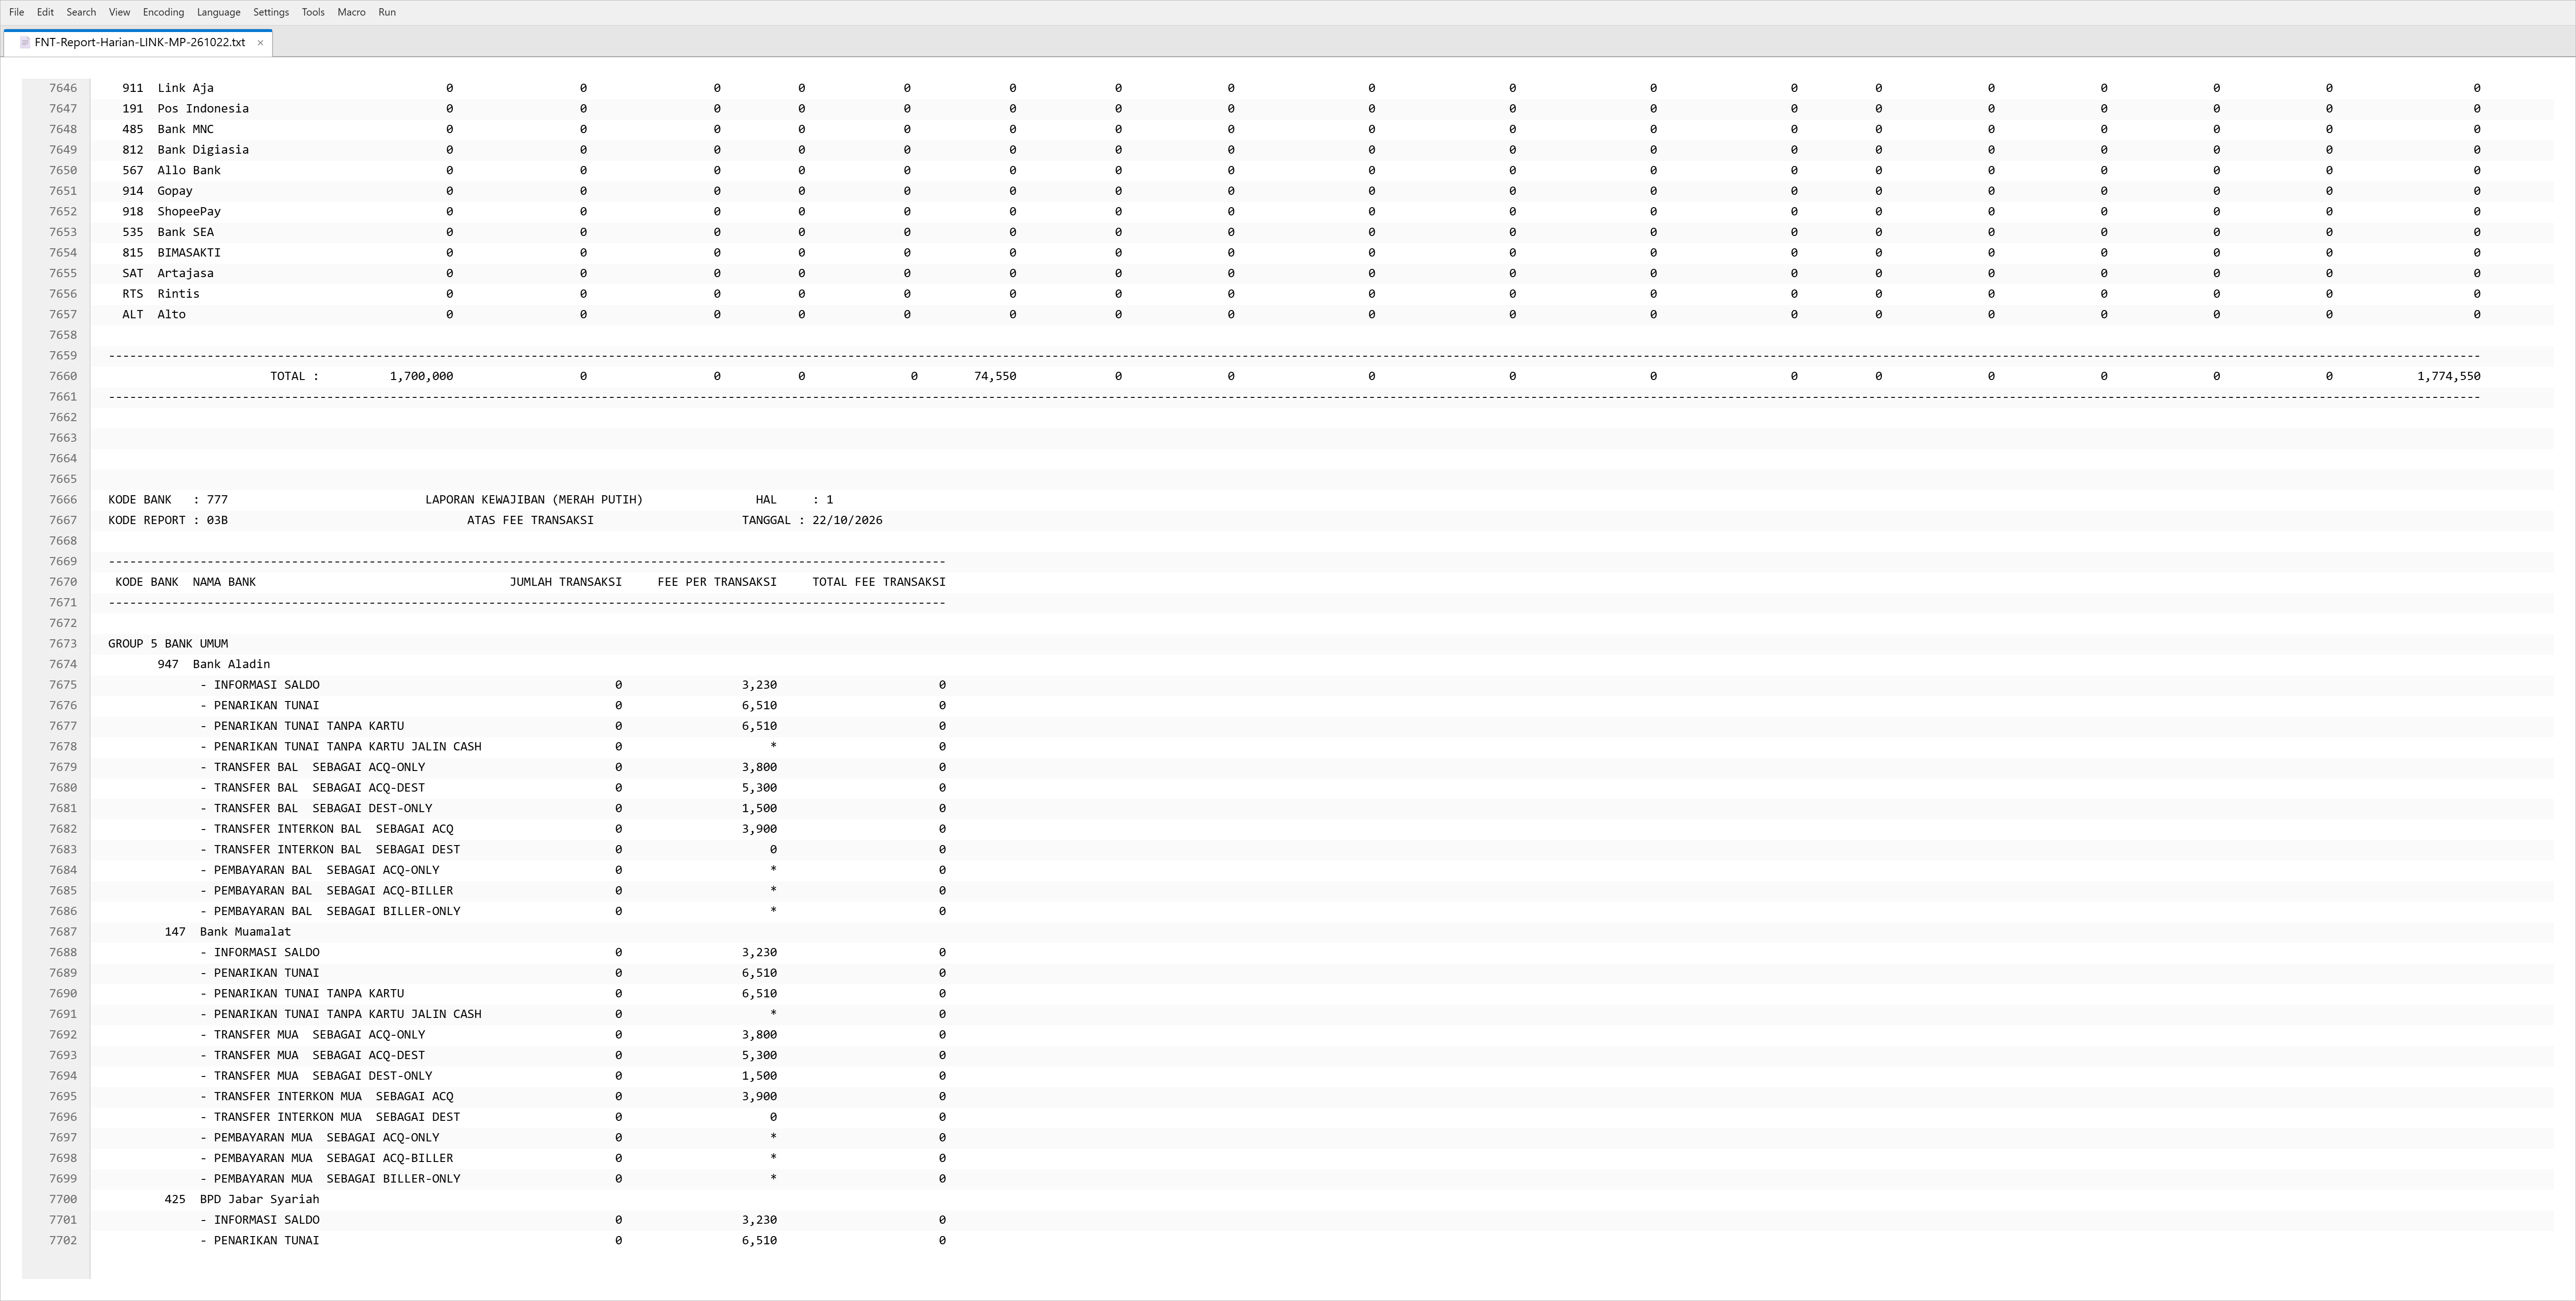 File Edit Search View Encoding Language Settings Tools Macro Run
FNT-Report-Harian-LINK-MP-261022.txt ×
7646 911 Link Aja 0 0 0 0 0 0 0 0 0 0 0 0 0 0 0 0 0 0
7647 191 Pos Indonesia 0 0 0 0 0 0 0 0 0 0 0 0 0 0 0 0 0 0
7648 485 Bank MNC 0 0 0 0 0 0 0 0 0 0 0 0 0 0 0 0 0 0
7649 812 Bank Digiasia 0 0 0 0 0 0 0 0 0 0 0 0 0 0 0 0 0 0
7650 567 Allo Bank 0 0 0 0 0 0 0 0 0 0 0 0 0 0 0 0 0 0
7651 914 Gopay 0 0 0 0 0 0 0 0 0 0 0 0 0 0 0 0 0 0
7652 918 ShopeePay 0 0 0 0 0 0 0 0 0 0 0 0 0 0 0 0 0 0
7653 535 Bank SEA 0 0 0 0 0 0 0 0 0 0 0 0 0 0 0 0 0 0
7654 815 BIMASAKTI 0 0 0 0 0 0 0 0 0 0 0 0 0 0 0 0 0 0
7655 SAT Artajasa 0 0 0 0 0 0 0 0 0 0 0 0 0 0 0 0 0 0
7656 RTS Rintis 0 0 0 0 0 0 0 0 0 0 0 0 0 0 0 0 0 0
7657 ALT Alto 0 0 0 0 0 0 0 0 0 0 0 0 0 0 0 0 0 0
7658
7659 --------------------------------
7660 TOTAL : 1,700,000 0 0 0 0 74,550 0 0 0 0 0 0 0 0 0 0 0 1,774,550
7661 --------------------------------
7662
7663
7664
7665
7666 KODE BANK : 777 LAPORAN KEWAJIBAN (MERAH PUTIH) HAL : 1
7667 KODE REPORT : 03B ATAS FEE TRANSAKSI TANGGAL : 22/10/2026
7668
7669 --------------------------------
7670 KODE BANK NAMA BANK JUMLAH TRANSAKSI FEE PER TRANSAKSI TOTAL FEE TRANSAKSI
7671 --------------------------------
7672
7673 GROUP 5 BANK UMUM
7674 947 Bank Aladin
7675 - INFORMASI SALDO 0 3,230 0
7676 - PENARIKAN TUNAI 0 6,510 0
7677 - PENARIKAN TUNAI TANPA KARTU 0 6,510 0
7678 - PENARIKAN TUNAI TANPA KARTU JALIN CASH 0 * 0
7679 - TRANSFER BAL SEBAGAI ACQ-ONLY 0 3,800 0
7680 - TRANSFER BAL SEBAGAI ACQ-DEST 0 5,300 0
7681 - TRANSFER BAL SEBAGAI DEST-ONLY 0 1,500 0
7682 - TRANSFER INTERKON BAL SEBAGAI ACQ 0 3,900 0
7683 - TRANSFER INTERKON BAL SEBAGAI DEST 0 0 0
7684 - PEMBAYARAN BAL SEBAGAI ACQ-ONLY 0 * 0
7685 - PEMBAYARAN BAL SEBAGAI ACQ-BILLER 0 * 0
7686 - PEMBAYARAN BAL SEBAGAI BILLER-ONLY 0 * 0
7687 147 Bank Muamalat
7688 - INFORMASI SALDO 0 3,230 0
7689 - PENARIKAN TUNAI 0 6,510 0
7690 - PENARIKAN TUNAI TANPA KARTU 0 6,510 0
7691 - PENARIKAN TUNAI TANPA KARTU JALIN CASH 0 * 0
7692 - TRANSFER MUA SEBAGAI ACQ-ONLY 0 3,800 0
7693 - TRANSFER MUA SEBAGAI ACQ-DEST 0 5,300 0
7694 - TRANSFER MUA SEBAGAI DEST-ONLY 0 1,500 0
7695 - TRANSFER INTERKON MUA SEBAGAI ACQ 0 3,900 0
7696 - TRANSFER INTERKON MUA SEBAGAI DEST 0 0 0
7697 - PEMBAYARAN MUA SEBAGAI ACQ-ONLY 0 * 0
7698 - PEMBAYARAN MUA SEBAGAI ACQ-BILLER 0 * 0
7699 - PEMBAYARAN MUA SEBAGAI BILLER-ONLY 0 * 0
7700 425 BPD Jabar Syariah
7701 - INFORMASI SALDO 0 3,230 0
7702 - PENARIKAN TUNAI 0 6,510 0